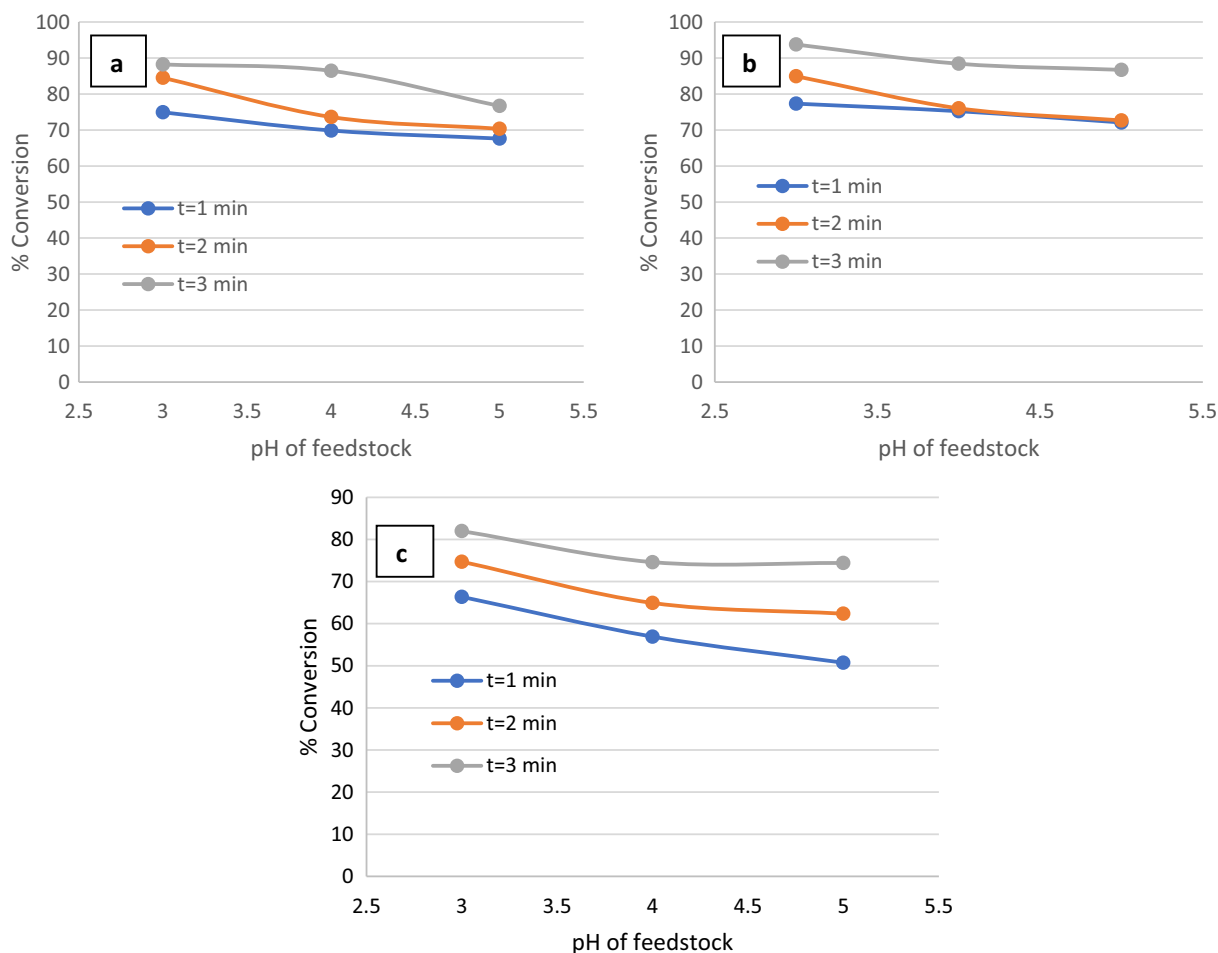 100
90
80
70
60
50
40
30
20
10
0
% Conversion
a
t=1 min
t=2 min
t=3 min
2.5 3 3.5 4 4.5 5 5.5
pH of feedstock
100
90
80
70
60
50
40
30
20
10
0
% Conversion
b
t=1 min
t=2 min
t=3 min
2.5 3.5 4.5 5.5
pH of feedstock
90
80
70
60
50
40
30
20
10
0
% Conversion
c
t=1 min
t=2 min
t=3 min
2.5 3 3.5 4 4.5 5 5.5
pH of feedstock